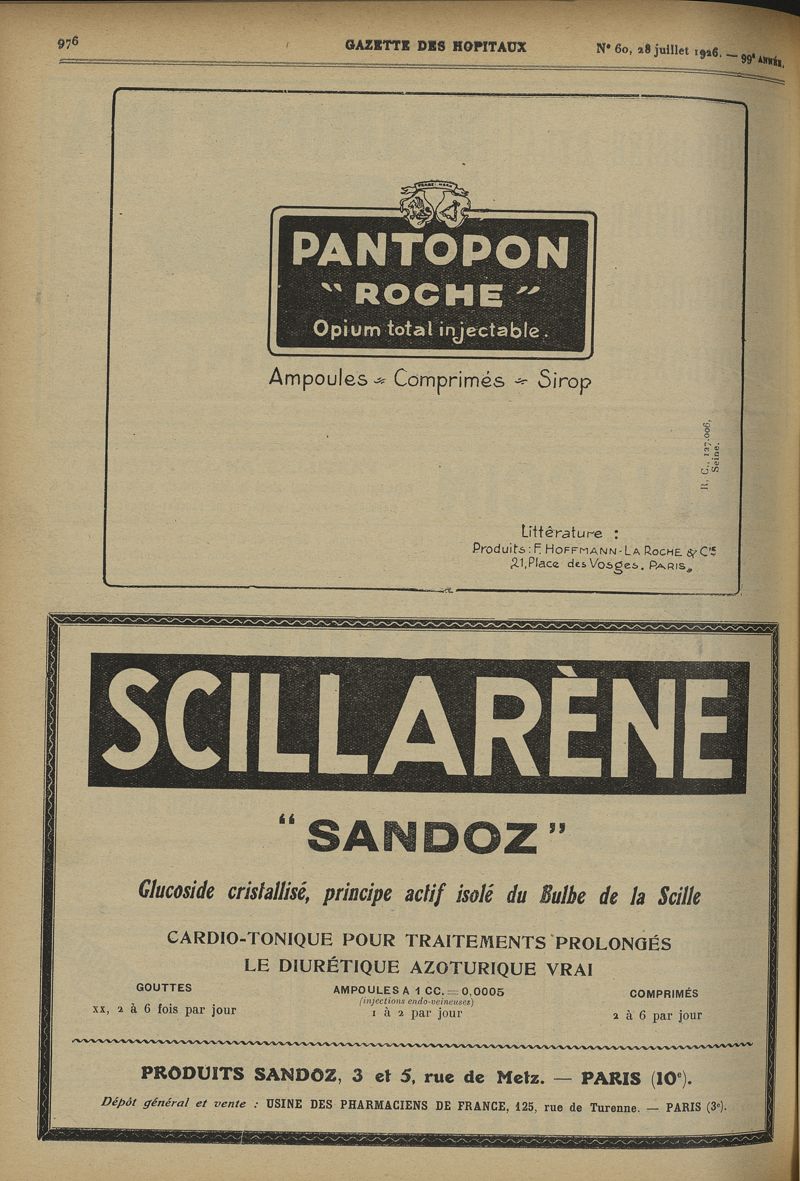 976
GAZETTE DES HOPITAUX
N° 60, 28 juillet 1926. — 99e ANNÉE.
PANTOPON
"ROCHE"
Opium total injectable.
Ampoules - Comprimés - Sirop
R. C., 127.006, Seine.
Littérature :
Produits : F. HOFFMANN-LA ROCHE & Cie
21, Place des Vosges. PARIS.
SCILLARÈNE
"SANDOZ"
Glucoside cristallisé, principe actif isolé du Bulbe de la Scille
CARDIO-TONIQUE POUR TRAITEMENTS PROLONGÉS
LE DIURÉTIQUE AZOTURIQUE VRAI
GOUTTES
xx, 2 à 6 fois par jour
AMPOULES A 1 CC. = 0,0005
(injections endo-veineuses)
1 à 2 par jour
COMPRIMÉS
2 à 6 par jour
PRODUITS SANDOZ, 3 et 5, rue de Metz. — PARIS (10e).
Dépôt général et vente : USINE DES PHARMACIENS DE FRANCE, 125, rue de Turenne. — PARIS (3e).